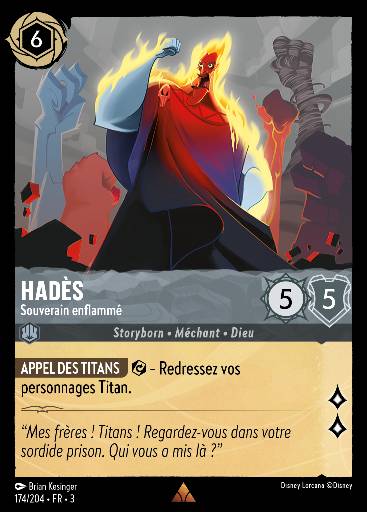 6
HADÈS
Souverain enflammé
5
5
Storyborn • Méchant • Dieu
APPEL DES TITANS - Redressez vos
personnages Titan.
“Mes frères ! Titans ! Regardez-vous dans votre
sordide prison. Qui vous a mis là ?”
Brian Kesinger
Disney Lorcana ©Disney
174/204 • FR • 3